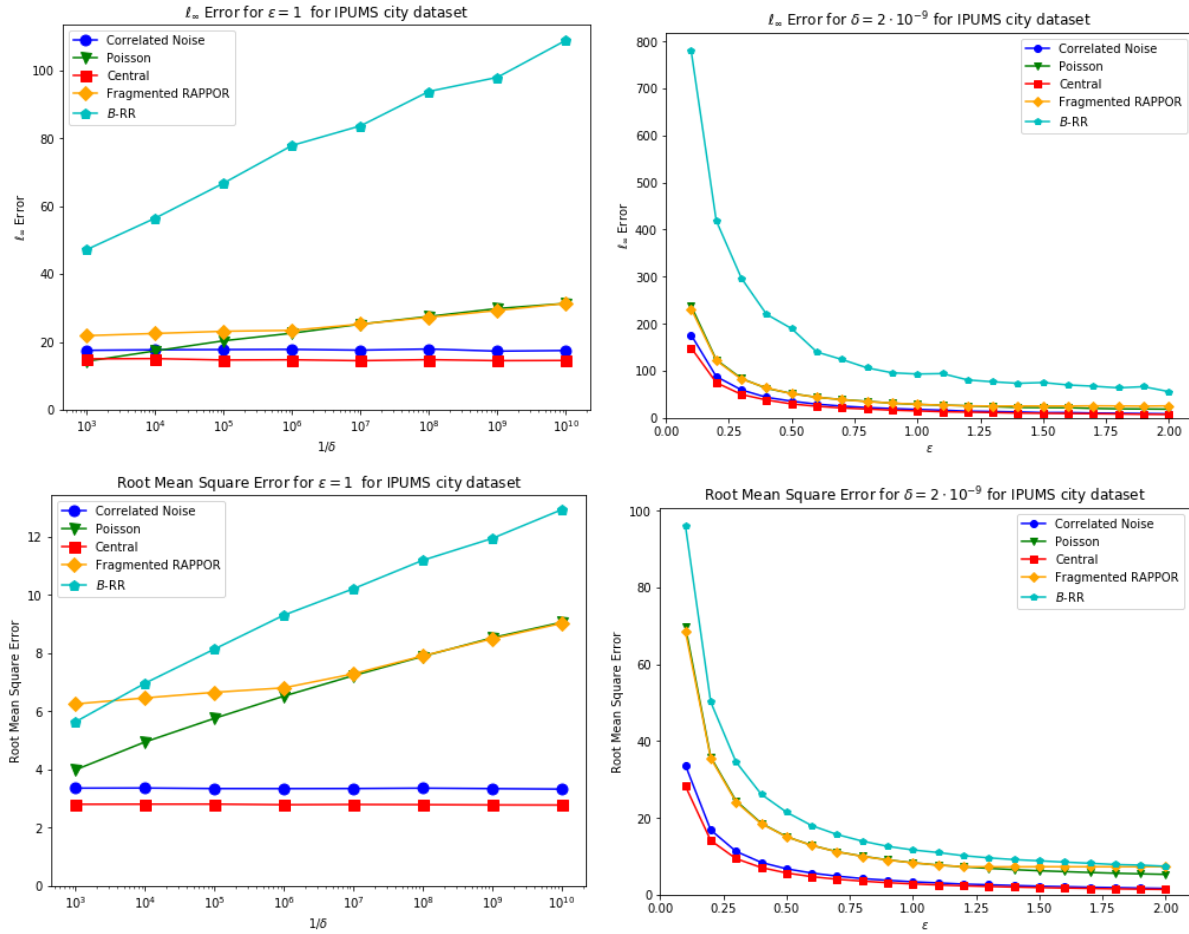 ℓ∞ Error for ε = 1 for IPUMS city dataset
Correlated Noise
Poisson
Central
Fragmented RAPPOR
B-RR
ℓ∞ Error
100
80
60
40
20
0
10³ 10⁴ 10⁵ 10⁶ 10⁷ 10⁸ 10⁹ 10¹⁰
1/δ
ℓ∞ Error for δ = 2 · 10⁻⁹ for IPUMS city dataset
Correlated Noise
Poisson
Central
Fragmented RAPPOR
B-RR
ℓ∞ Error
800
700
600
500
400
300
200
100
0
0.00 0.25 0.50 0.75 1.00 1.25 1.50 1.75 2.00
ε
Root Mean Square Error for ε = 1 for IPUMS city dataset
Correlated Noise
Poisson
Central
Fragmented RAPPOR
B-RR
Root Mean Square Error
12
10
8
6
4
2
0
10³ 10⁴ 10⁵ 10⁶ 10⁷ 10⁸ 10⁹ 10¹⁰
1/δ
Root Mean Square Error for δ = 2 · 10⁻⁹ for IPUMS city dataset
Correlated Noise
Poisson
Central
Fragmented RAPPOR
B-RR
Root Mean Square Error
100
80
60
40
20
0
0.00 0.25 0.50 0.75 1.00 1.25 1.50 1.75 2.00
ε